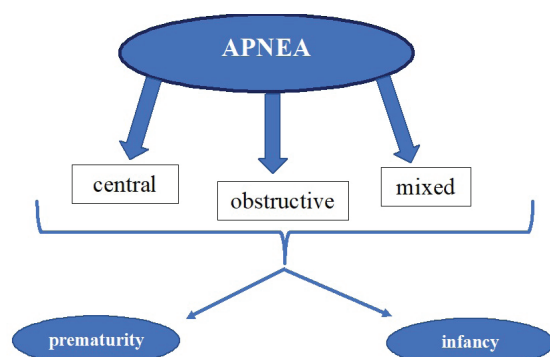 APNEA
central
obstructive
mixed
prematurity
infancy